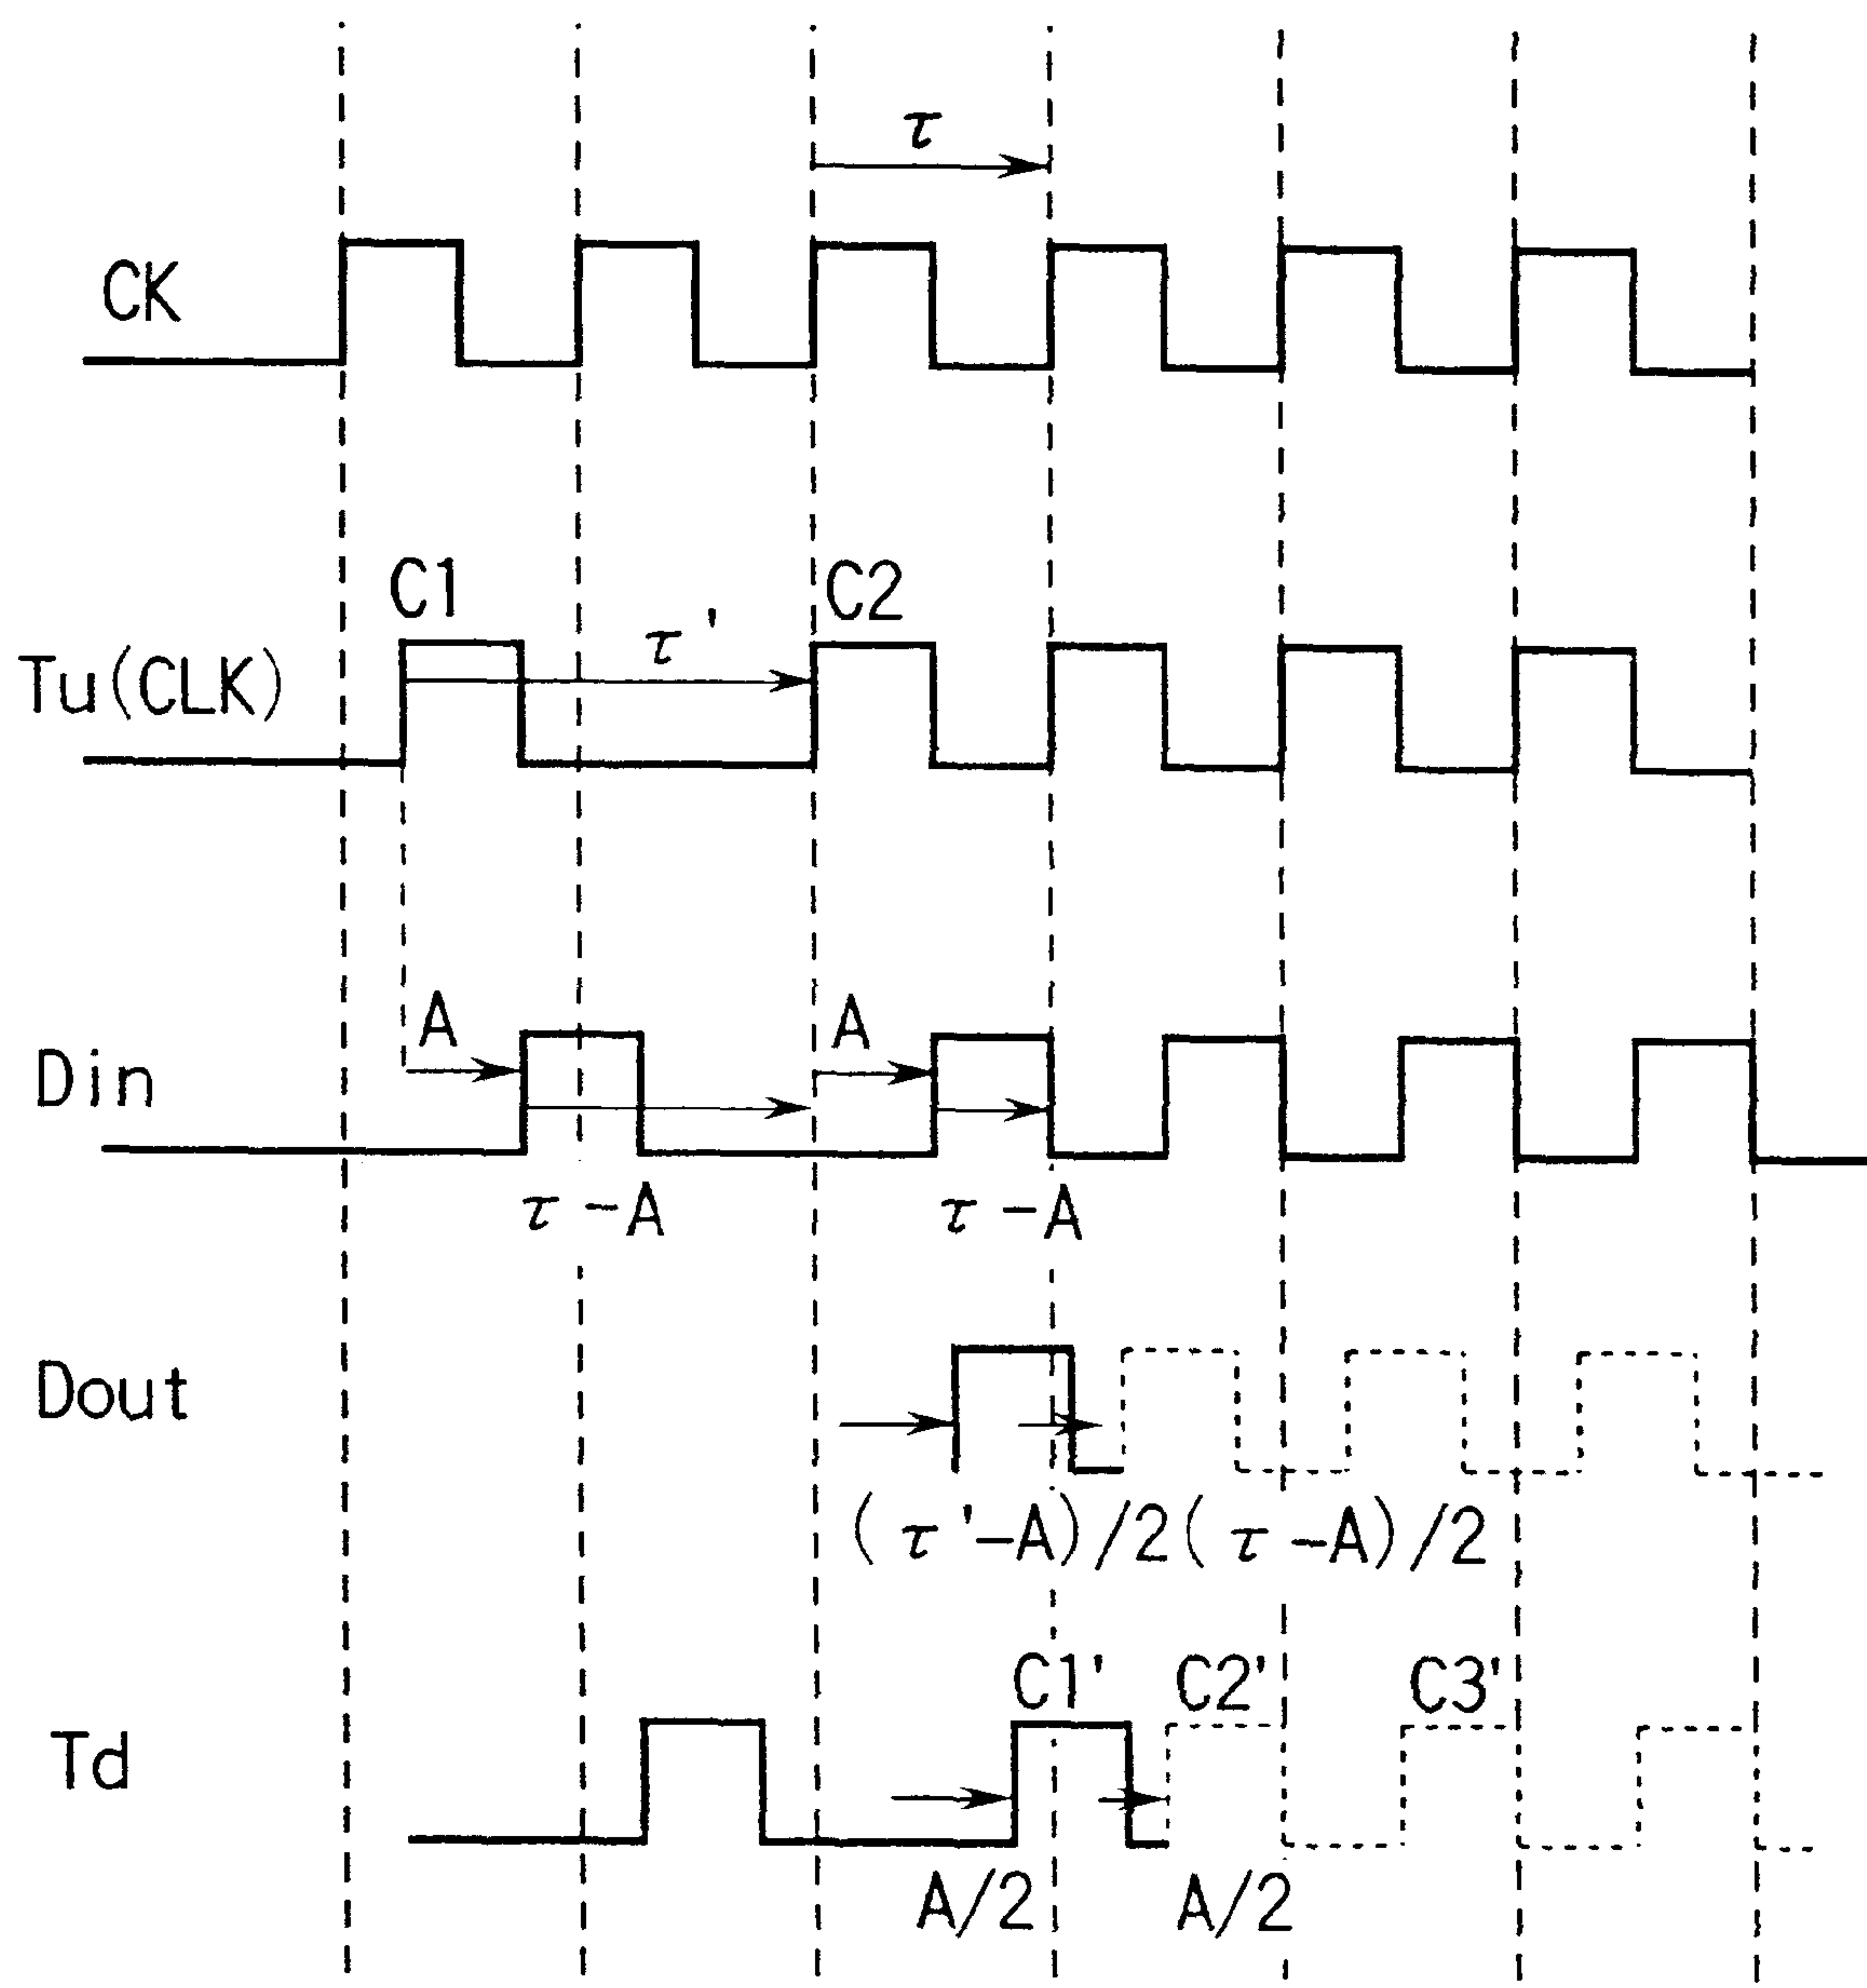 τ
CK
C1 C2
τ'
Tu(CLK)
A A
Din
τ-A τ-A
Dout
(τ'-A)/2 (τ-A)/2
C1' C2' C3'
Td
A/2 A/2